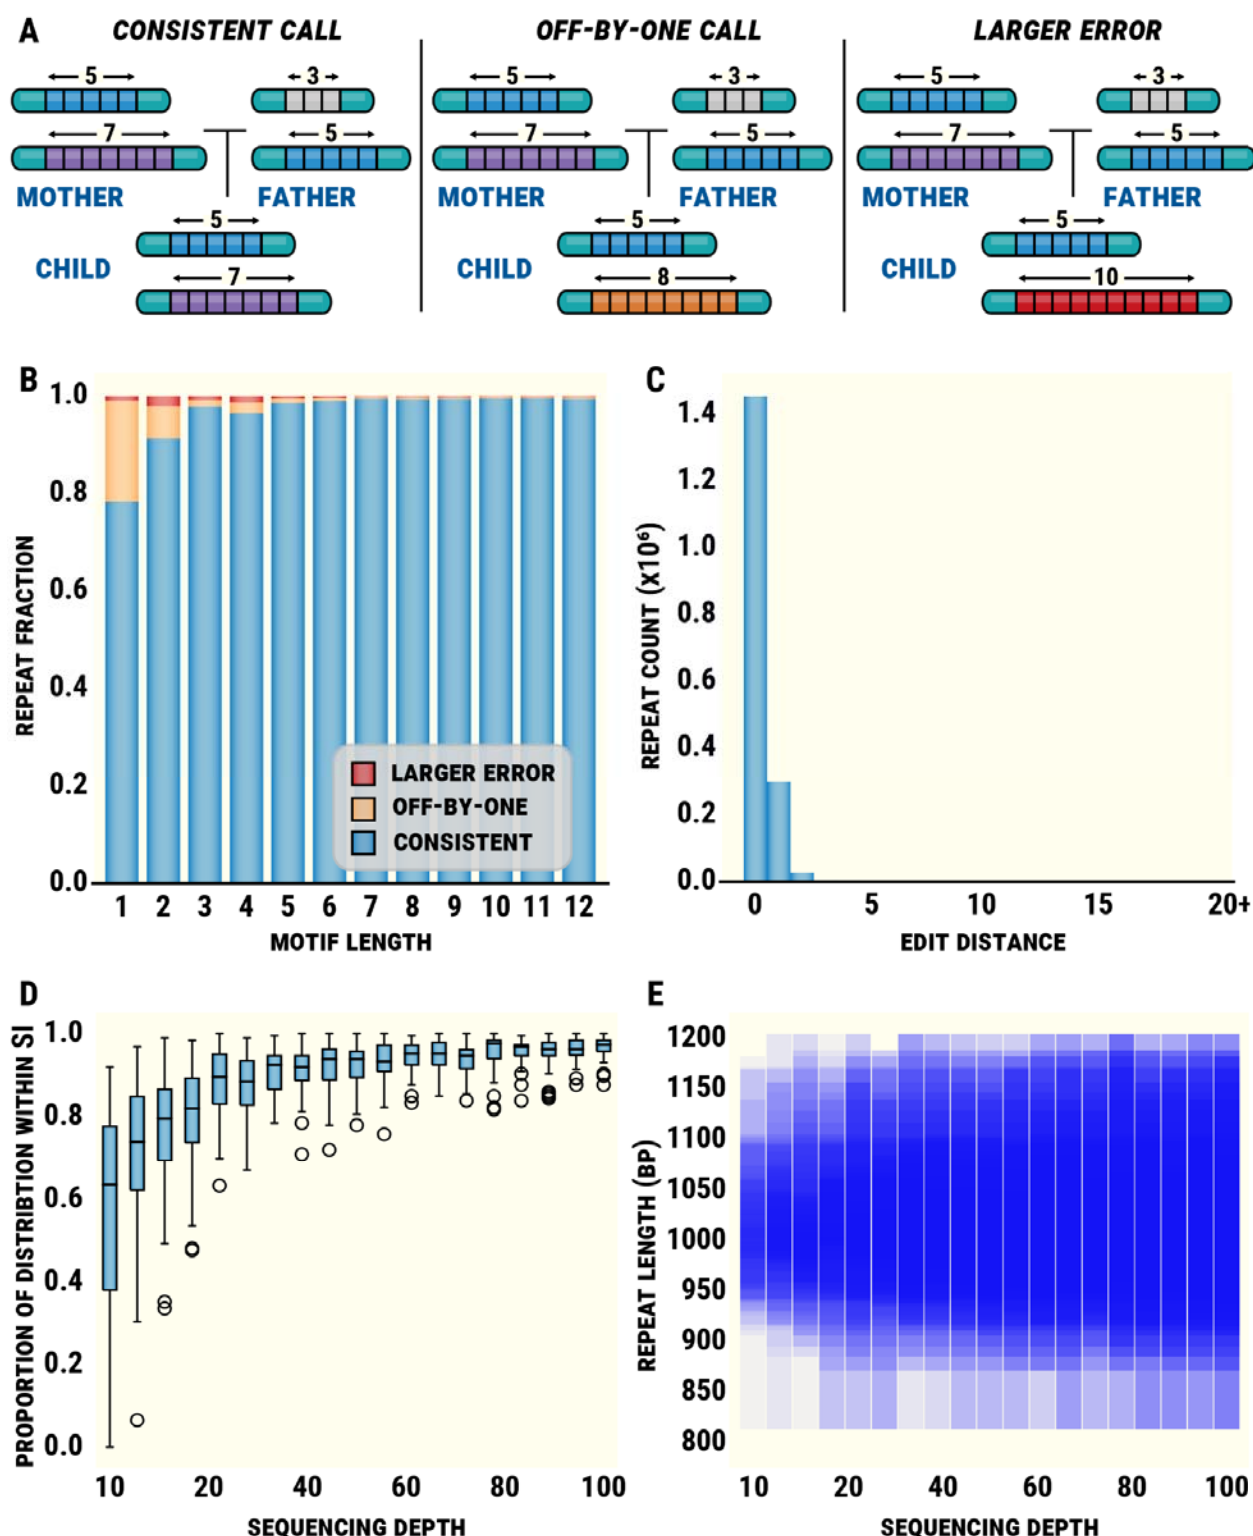 A
CONSISTENT CALL
OFF-BY-ONE CALL
LARGER ERROR
5
3
7
5
MOTHER
FATHER
5
CHILD
7
5
3
7
5
MOTHER
FATHER
5
CHILD
8
5
3
7
5
MOTHER
FATHER
5
CHILD
10
B
REPEAT FRACTION
1.0
0.8
0.6
0.4
0.2
0.0
LARGER ERROR
OFF-BY-ONE
CONSISTENT
1 2 3 4 5 6 7 8 9 10 11 12
MOTIF LENGTH
C
REPEAT COUNT (x10⁶)
1.4
1.2
1.0
0.8
0.6
0.4
0.2
0.0
0 5 10 15 20+
EDIT DISTANCE
D
PROPORTION OF DISTRIBTION WITHIN SI
1.0
0.8
0.6
0.4
0.2
0.0
10 20 40 60 80 100
SEQUENCING DEPTH
E
REPEAT LENGTH (BP)
1200
1150
1100
1050
1000
950
900
850
800
10 20 40 60 80 100
SEQUENCING DEPTH